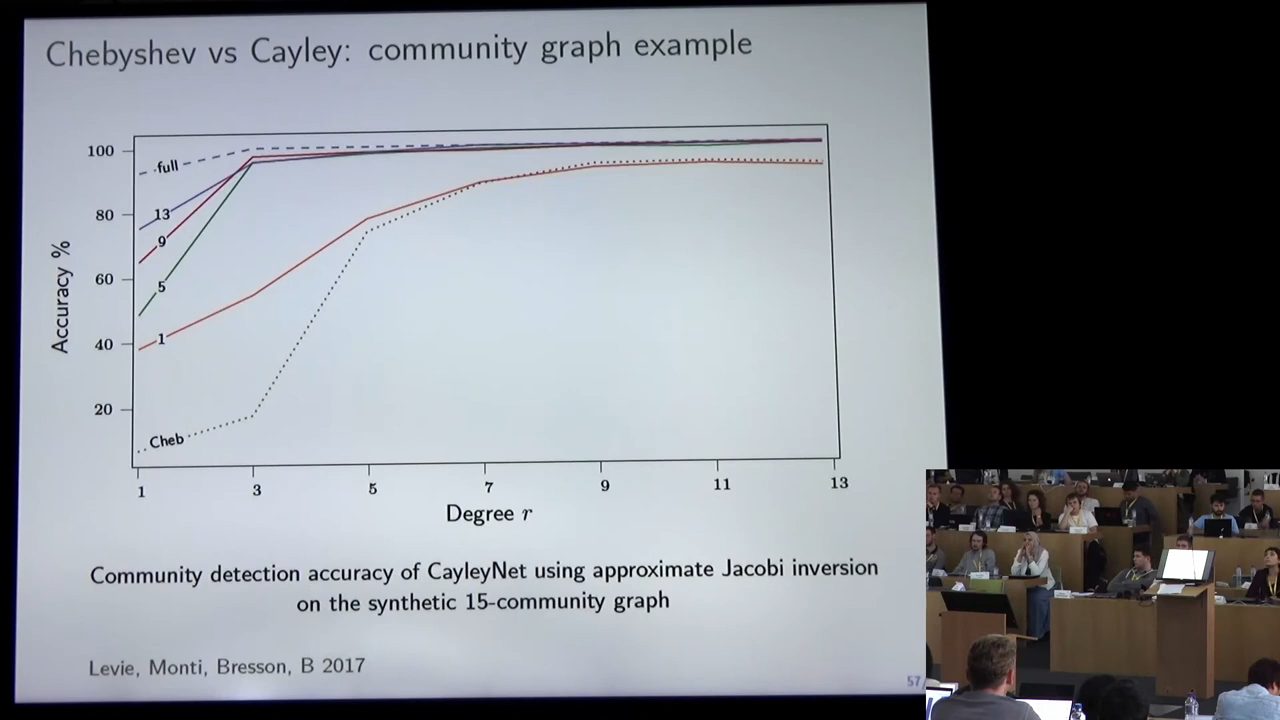 Chebyshev vs Cayley: community graph example
100
80
60
40
20
Accuracy %
full
13
9
5
1
Cheb
1 3 5 7 9 11 13
Degree r
Community detection accuracy of CayleyNet using approximate Jacobi inversion
on the synthetic 15-community graph
Levie, Monti, Bresson, B 2017
57/